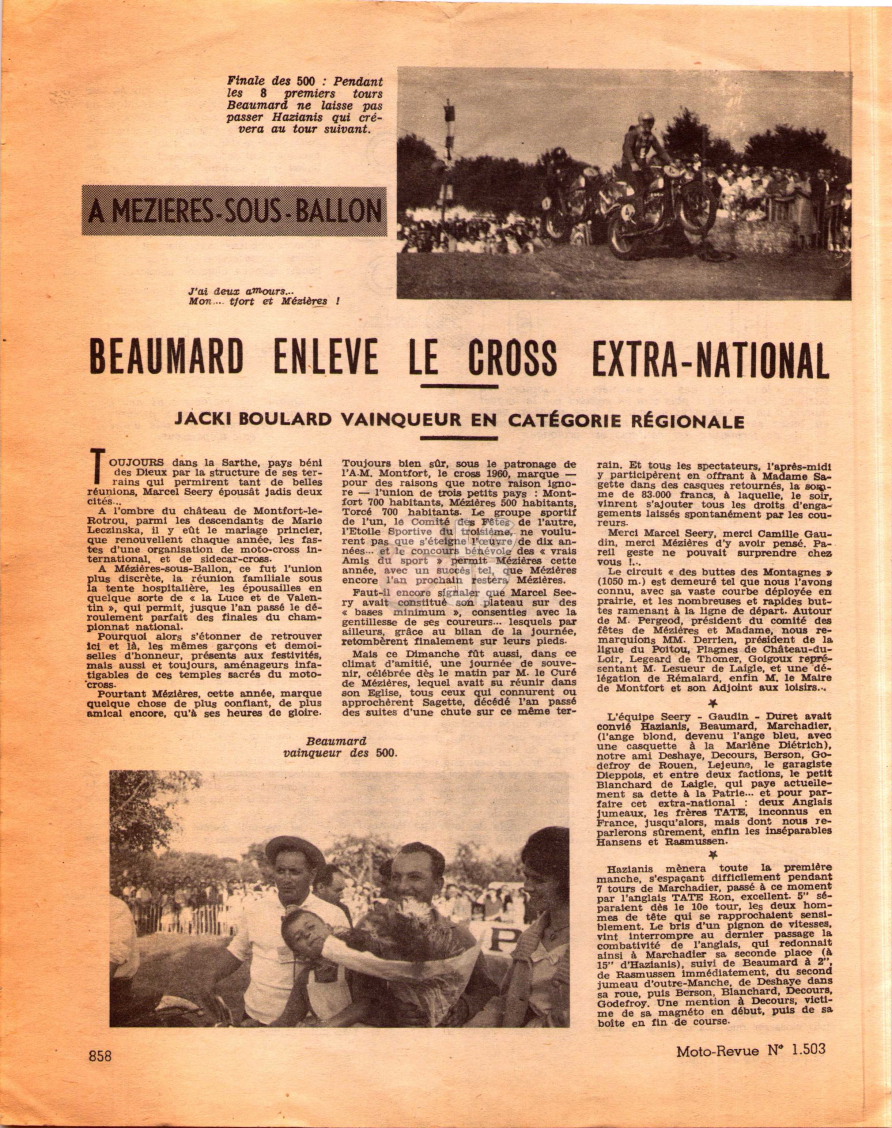 Finale des 500 : Pendant
les 8 premiers tours
Beaumard ne laisse pas
passer Hazianis qui cré-
vera au tour suivant.
A MEZIERES-SOUS-BALLON
J'ai deux amours...
Mon... tfort et Mézières !
BEAUMARD ENLEVE LE CROSS EXTRA-NATIONAL
JACKI BOULARD VAINQUEUR EN CATÉGORIE RÉGIONALE
TOUJOURS dans la Sarthe, pays béni
des Dieux par la structure de ses ter-
rains qui permirent tant de belles
réunions, Marcel Seery épousât jadis deux
cités...
A l'ombre du château de Montfort-le-
Rotrou, parmi les descendants de Marie
Leczinska, il y eût le mariage princier,
que renouvellent chaque année, les fas-
tes d'une organisation de moto-cross in-
ternational, et de sidecar-cross.
A Mézières-sous-Ballon, ce fut l'union
plus discrète, la réunion familiale sous
la tente hospitalière, les épousailles en
quelque sorte de « la Luce et de Valen-
tin », qui permit, jusque l'an passé le dé-
roulement parfait des finales du cham-
pionnat national.
Pourquoi alors s'étonner de retrouver
ici et là, les mêmes garçons et demoi-
selles d'honneur, présents aux festivités,
mais aussi et toujours, aménageurs infa-
tigables de ces temples sacrés du moto-
cross.
Pourtant Mézières, cette année, marque
quelque chose de plus confiant, de plus
amical encore, qu'à ses heures de gloire.
Toujours bien sûr, sous le patronage de
l'A.M. Montfort, le cross 1960, marque —
pour des raisons que notre raison igno-
re — l'union de trois petits pays : Mont-
fort 700 habitants, Mézières 500 habitants,
Torcé 700 habitants. Le groupe sportif
de l'un, le Comité des Fêtes de l'autre,
l'Etoile Sportive du troisième, ne voulu-
rent pas que s'éteigne l'œuvre de dix an-
nées... et le concours bénévole des « vrais
Amis du sport » permit Mézières cette
année, avec un succès tel, que Mézières
encore l'an prochain restera Mézières.
Faut-il encore signaler que Marcel See-
ry avait constitué son plateau sur des
« bases minimum », consenties avec la
gentillesse de ses coureurs... lesquels par
ailleurs, grâce au bilan de la journée,
retombèrent finalement sur leurs pieds.
Mais ce Dimanche fût aussi, dans ce
climat d'amitié, une journée de souve-
nir, célébrée dès le matin par M. le Curé
de Mézières, lequel avait su réunir dans
son Eglise, tous ceux qui connurent ou
approchèrent Sagette, décédé l'an passé
des suites d'une chute sur ce même ter-
rain. Et tous les spectateurs, l'après-midi
y participèrent en offrant à Madame Sa-
gette dans des casques retournés, la som-
me de 83.000 francs, à laquelle, le soir,
vinrent s'ajouter tous les droits d'enga-
gements laissés spontanément par les cou-
reurs.
Merci Marcel Seery, merci Camille Gau-
din, merci Mézières d'y avoir pensé. Pa-
reil geste ne pouvait surprendre chez
vous !..
Le circuit « des buttes des Montagnes »
(1050 m.) est demeuré tel que nous l'avons
connu, avec sa vaste courbe déployée en
prairie, et les nombreuses et rapides but-
tes ramenant à la ligne de départ. Autour
de M. Pergeod, président du comité des
fêtes de Mézières et Madame, nous re-
marquions MM. Derrien, président de la
ligue du Poitou, Plagnes de Château-du-
Loir, Legeard de Thomer, Goigoux repré-
sentant M. Lesueur de Laigle, et une dé-
légation de Rémalard, enfin M. le Maire
de Montfort et son Adjoint aux loisirs...
★
L'équipe Seery - Gaudin - Duret avait
convié Hazianis, Beaumard, Marchadier,
(l'ange blond, devenu l'ange bleu, avec
une casquette à la Marlène Diétrich),
notre ami Deshaye, Decours, Berson, Go-
defroy de Rouen, Lejeune, le garagiste
Dieppois, et entre deux factions, le petit
Blanchard de Laigle, qui paye actuelle-
ment sa dette à la Patrie... et pour par-
faire cet extra-national : deux Anglais
jumeaux, les frères TATE, inconnus en
France, jusqu'alors, mais dont nous re-
parlerons sûrement, enfin les inséparables
Hansens et Rasmussen.
★
Hazianis mènera toute la première
manche, s'espaçant difficilement pendant
7 tours de Marchadier, passé à ce moment
par l'anglais TATE Ron, excellent. 5" sé-
paraient dès le 10e tour, les deux hom-
mes de tête qui se rapprochaient sensi-
blement. Le bris d'un pignon de vitesses,
vint interrompre au dernier passage la
combativité de l'anglais, qui redonnait
ainsi à Marchadier sa seconde place (à
15" d'Hazianis), suivi de Beaumard à 2",
de Rasmussen immédiatement, du second
jumeau d'outre-Manche, de Deshaye dans
sa roue, puis Berson, Blanchard, Decours,
Godefroy. Une mention à Decours, victi-
me de sa magnéto en début, puis de sa
boîte en fin de course.
Beaumard
vainqueur des 500.
P
858
Moto-Revue N° 1.503